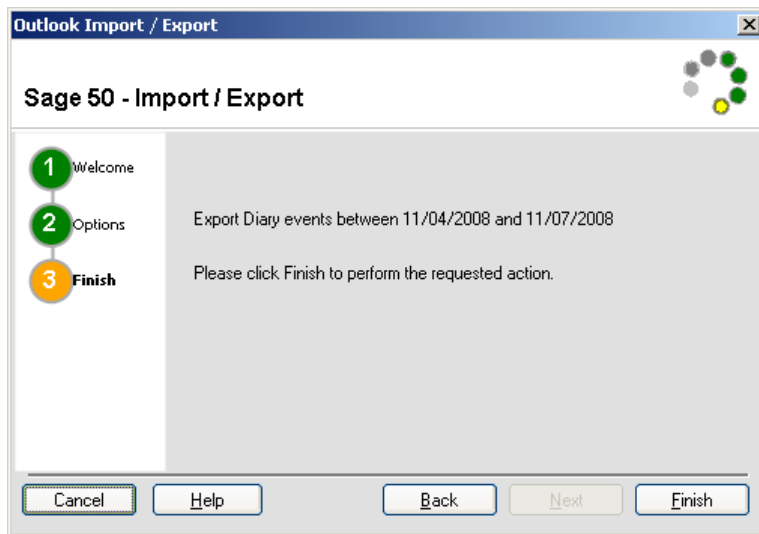 Outlook Import / Export
Sage 50 - Import / Export
1 Welcome
2 Options
3 Finish
Export Diary events between 11/04/2008 and 11/07/2008
Please click Finish to perform the requested action.
Cancel Help Back Next Finish